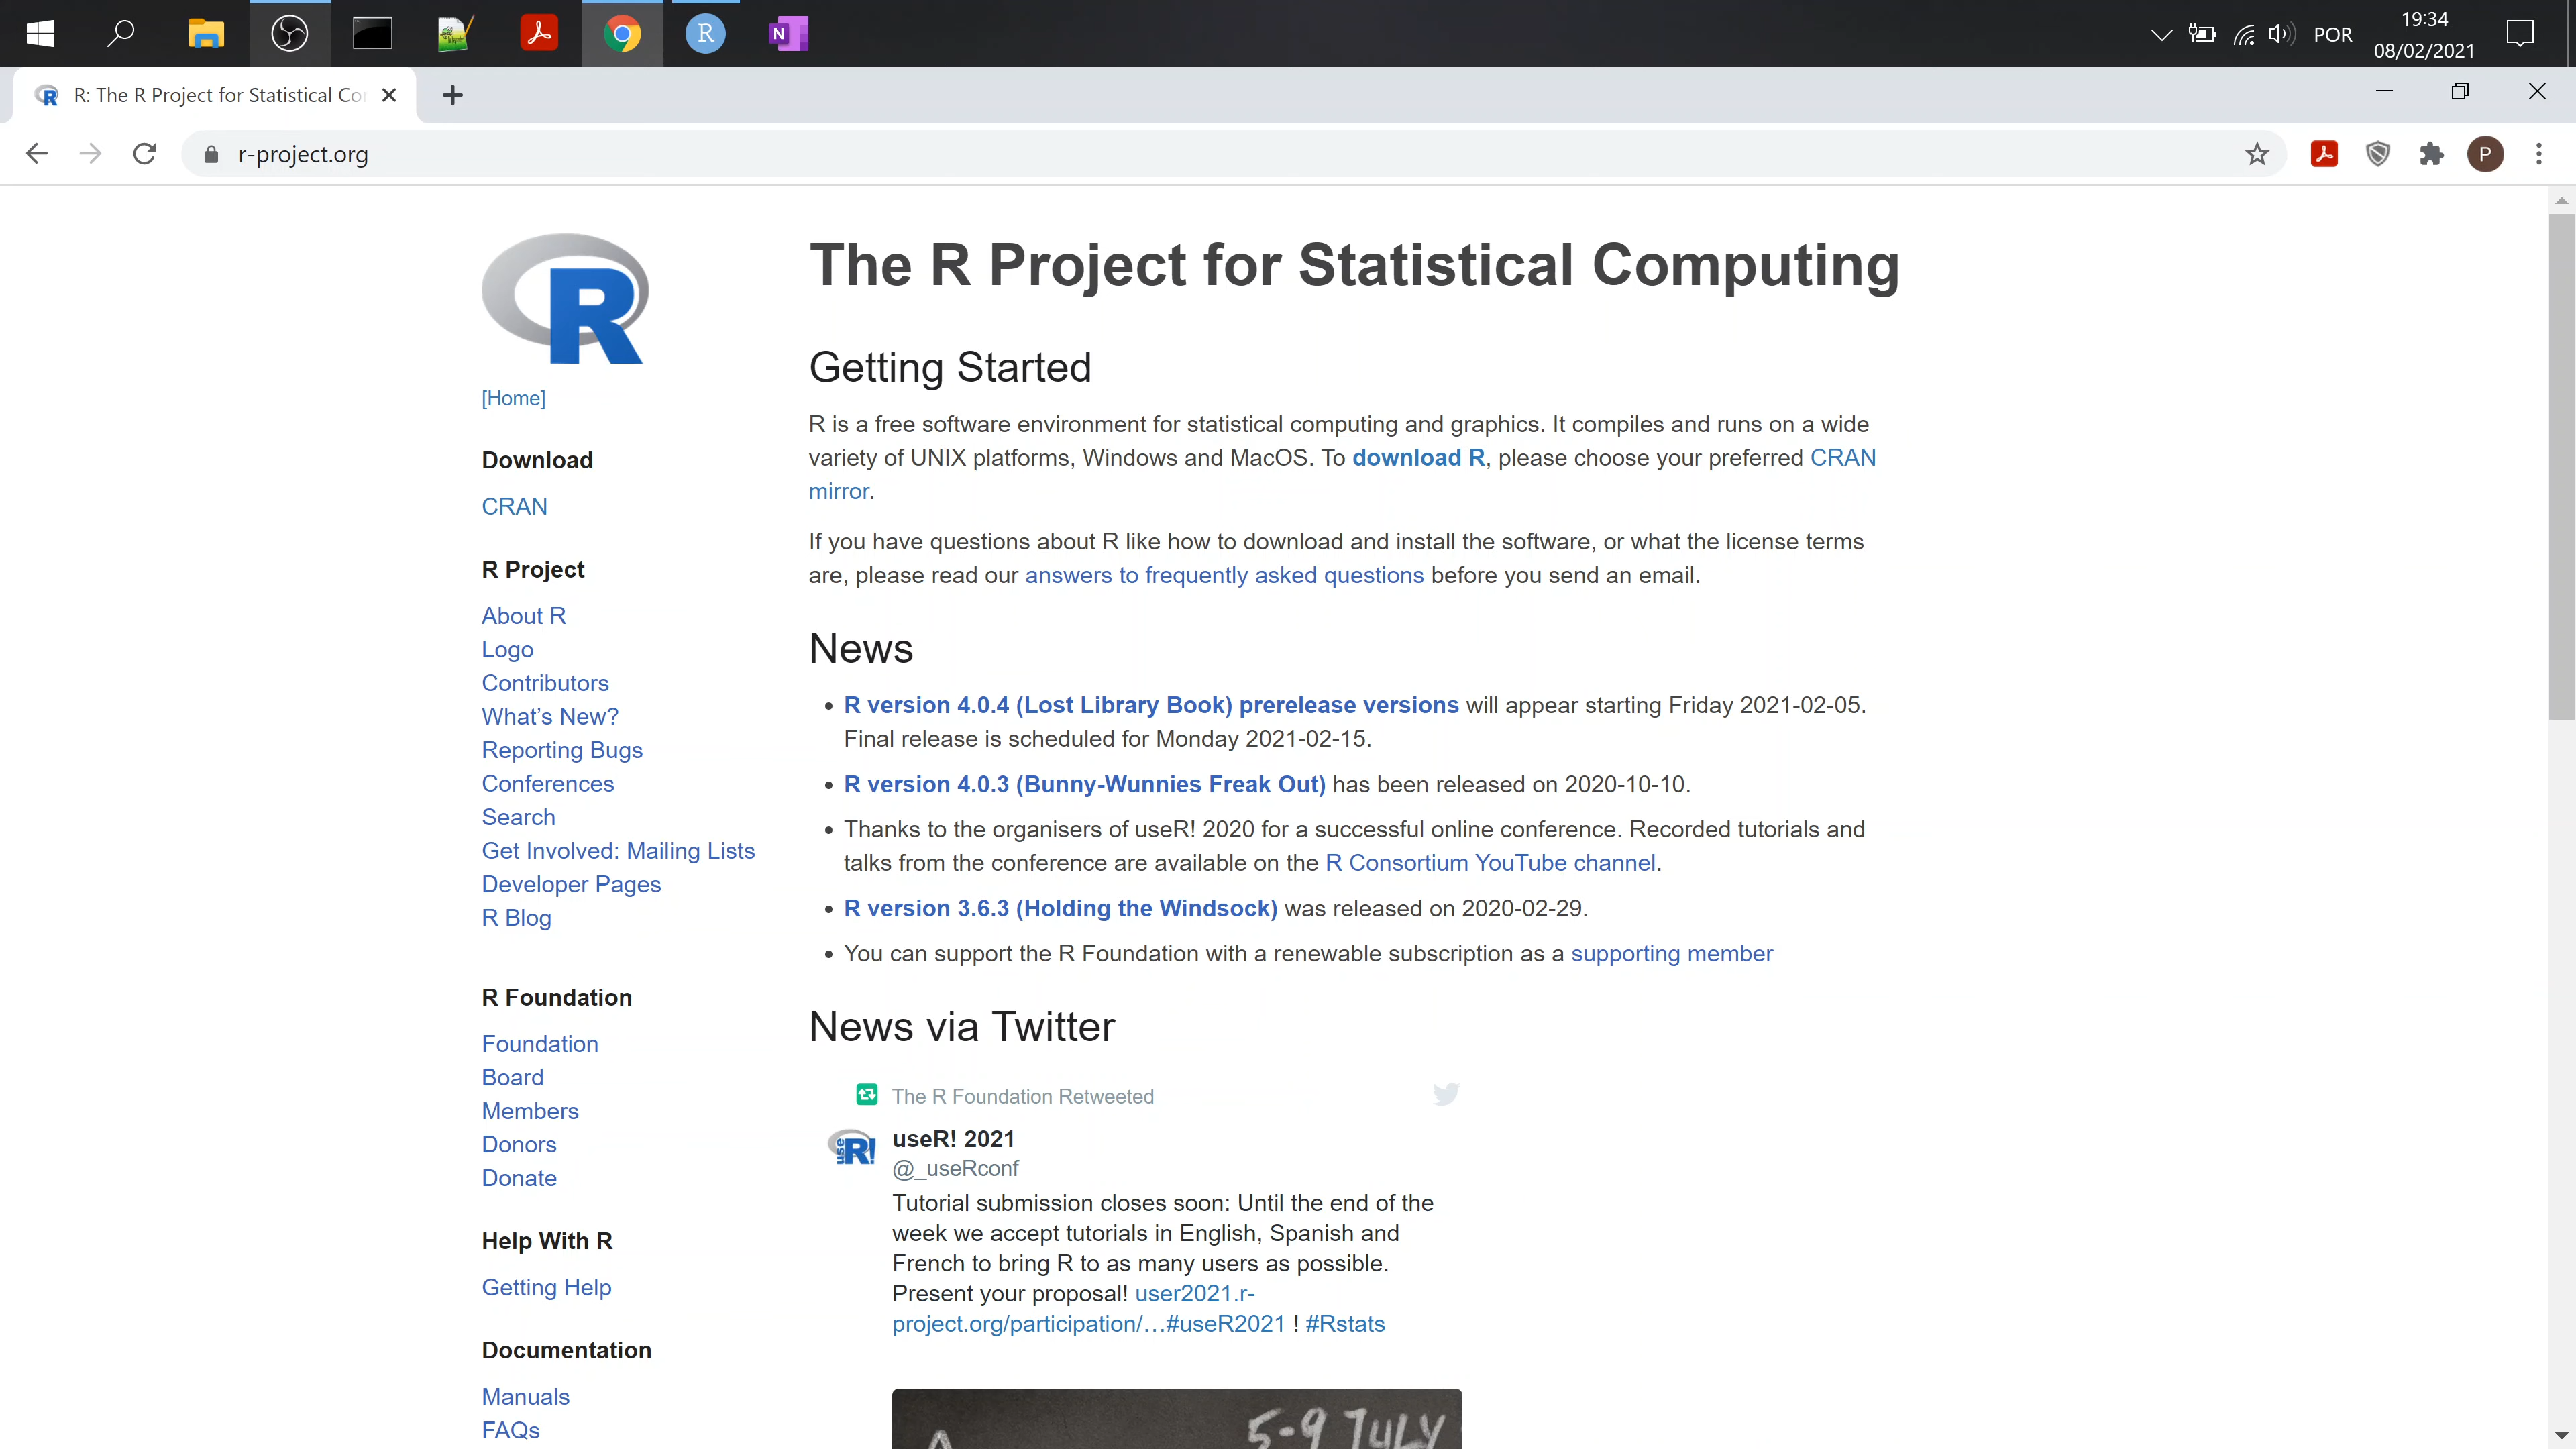 19:34
POR
08/02/2021
R: The R Project for Statistical Co
r-project.org
P
R
N
R
[Home]
Download
CRAN
R Project
About R
Logo
Contributors
What’s New?
Reporting Bugs
Conferences
Search
Get Involved: Mailing Lists
Developer Pages
R Blog
R Foundation
Foundation
Board
Members
Donors
Donate
Help With R
Getting Help
Documentation
Manuals
FAQs
The R Project for Statistical Computing
Getting Started
R is a free software environment for statistical computing and graphics. It compiles and runs on a wide
variety of UNIX platforms, Windows and MacOS. To download R, please choose your preferred CRAN
mirror.
If you have questions about R like how to download and install the software, or what the license terms
are, please read our answers to frequently asked questions before you send an email.
News
• R version 4.0.4 (Lost Library Book) prerelease versions will appear starting Friday 2021-02-05.
Final release is scheduled for Monday 2021-02-15.
• R version 4.0.3 (Bunny-Wunnies Freak Out) has been released on 2020-10-10.
• Thanks to the organisers of useR! 2020 for a successful online conference. Recorded tutorials and
talks from the conference are available on the R Consortium YouTube channel.
• R version 3.6.3 (Holding the Windsock) was released on 2020-02-29.
• You can support the R Foundation with a renewable subscription as a supporting member
News via Twitter
The R Foundation Retweeted
useR!
useR! 2021
@_useRconf
Tutorial submission closes soon: Until the end of the
week we accept tutorials in English, Spanish and
French to bring R to as many users as possible.
Present your proposal! user2021.r-
project.org/participation/…#useR2021 ! #Rstats
5-9 JULY